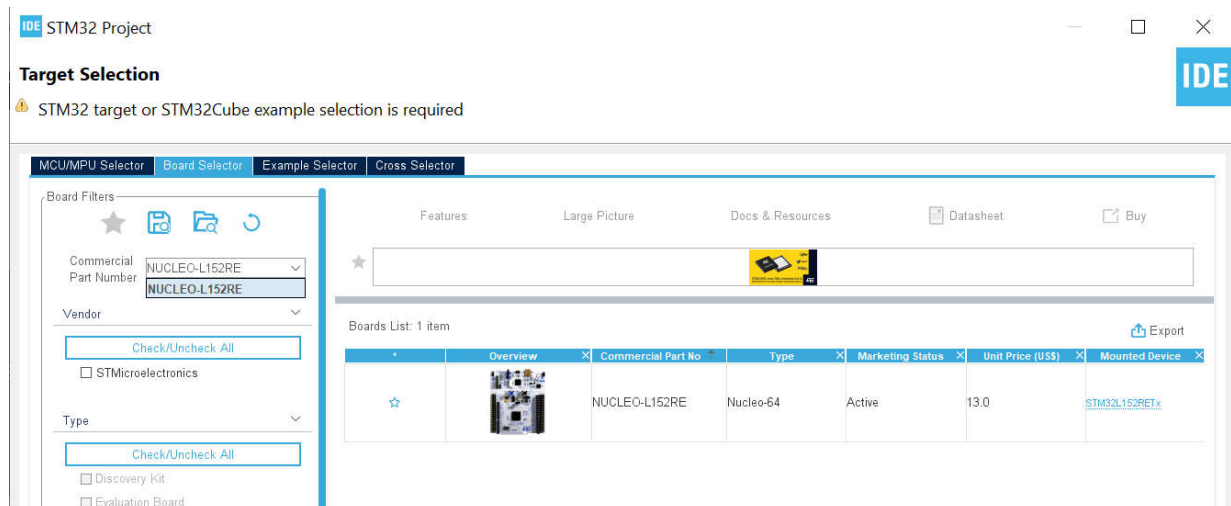 IDE STM32 Project
Target Selection
IDE
STM32 target or STM32Cube example selection is required
MCU/MPU Selector Board Selector Example Selector Cross Selector
Board Filters
Features Large Picture Docs & Resources Datasheet Buy
Commercial Part Number NUCLEO-L152RE
NUCLEO-L152RE
Vendor
Boards List: 1 item Export
Check/Uncheck All
* Overview Commercial Part No Type Marketing Status Unit Price (US$) Mounted Device
STMicroelectronics
NUCLEO-L152RE Nucleo-64 Active 13.0 STM32L152RETx
Type
Check/Uncheck All
Discovery Kit
Evaluation Board